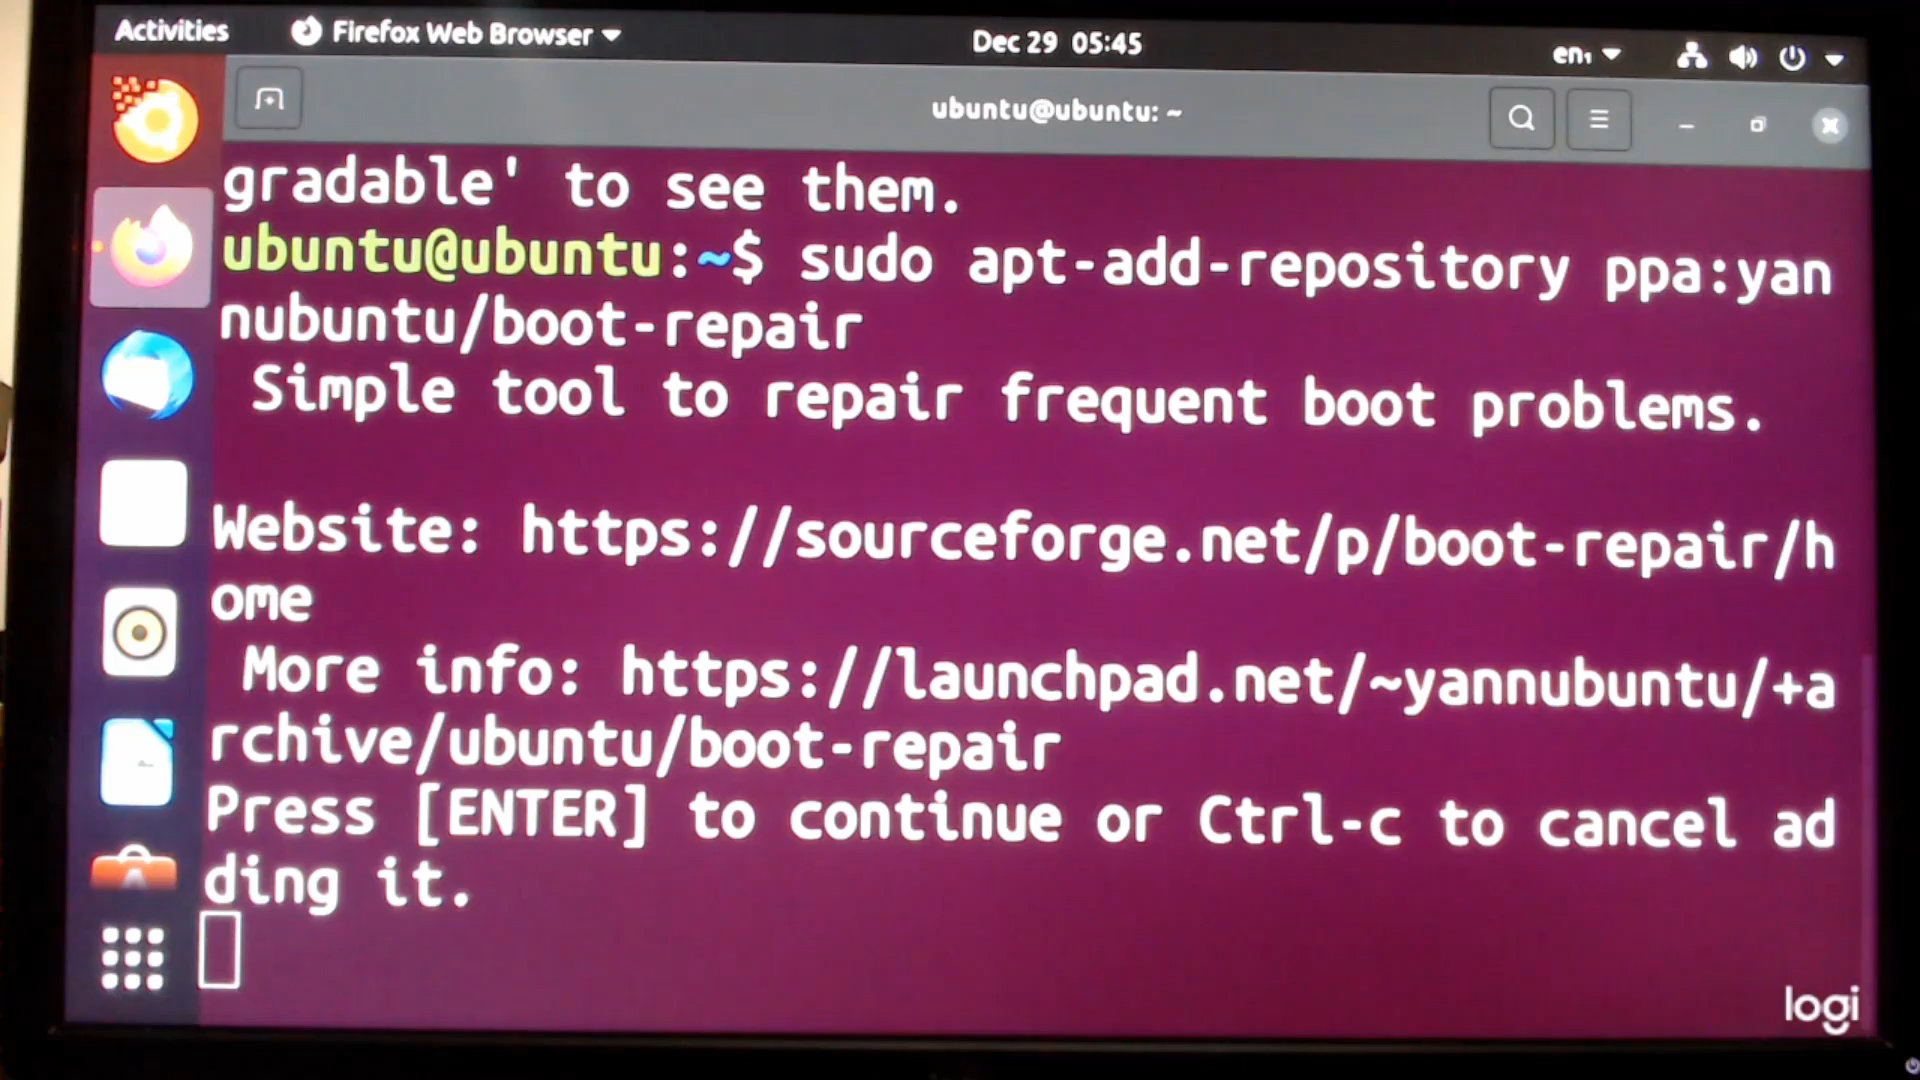 Activities Firefox Web Browser Dec 29 05:45 en₁
ubuntu@ubuntu: ~
gradable' to see them.
ubuntu@ubuntu:~$ sudo apt-add-repository ppa:yan
nubuntu/boot-repair
Simple tool to repair frequent boot problems.
Website: https://sourceforge.net/p/boot-repair/h
ome
More info: https://launchpad.net/~yannubuntu/+a
rchive/ubuntu/boot-repair
Press [ENTER] to continue or Ctrl-c to cancel ad
ding it.
logi